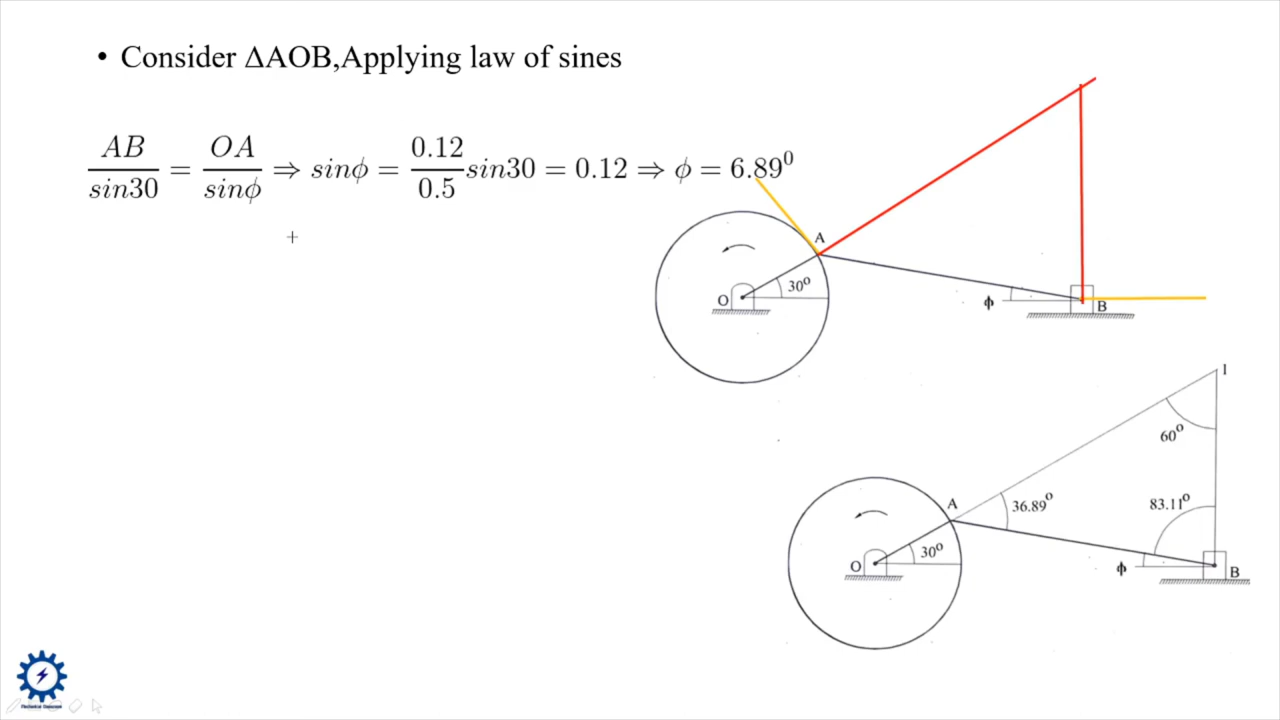 • Consider ΔAOB,Applying law of sines
AB/sin30 = OA/sinϕ ⇒ sinϕ = 0.12/0.5 sin30 = 0.12 ⇒ ϕ = 6.89⁰
A
O
30⁰
ϕ
B
I
60⁰
A
36.89⁰
83.11⁰
O
30⁰
ϕ
B